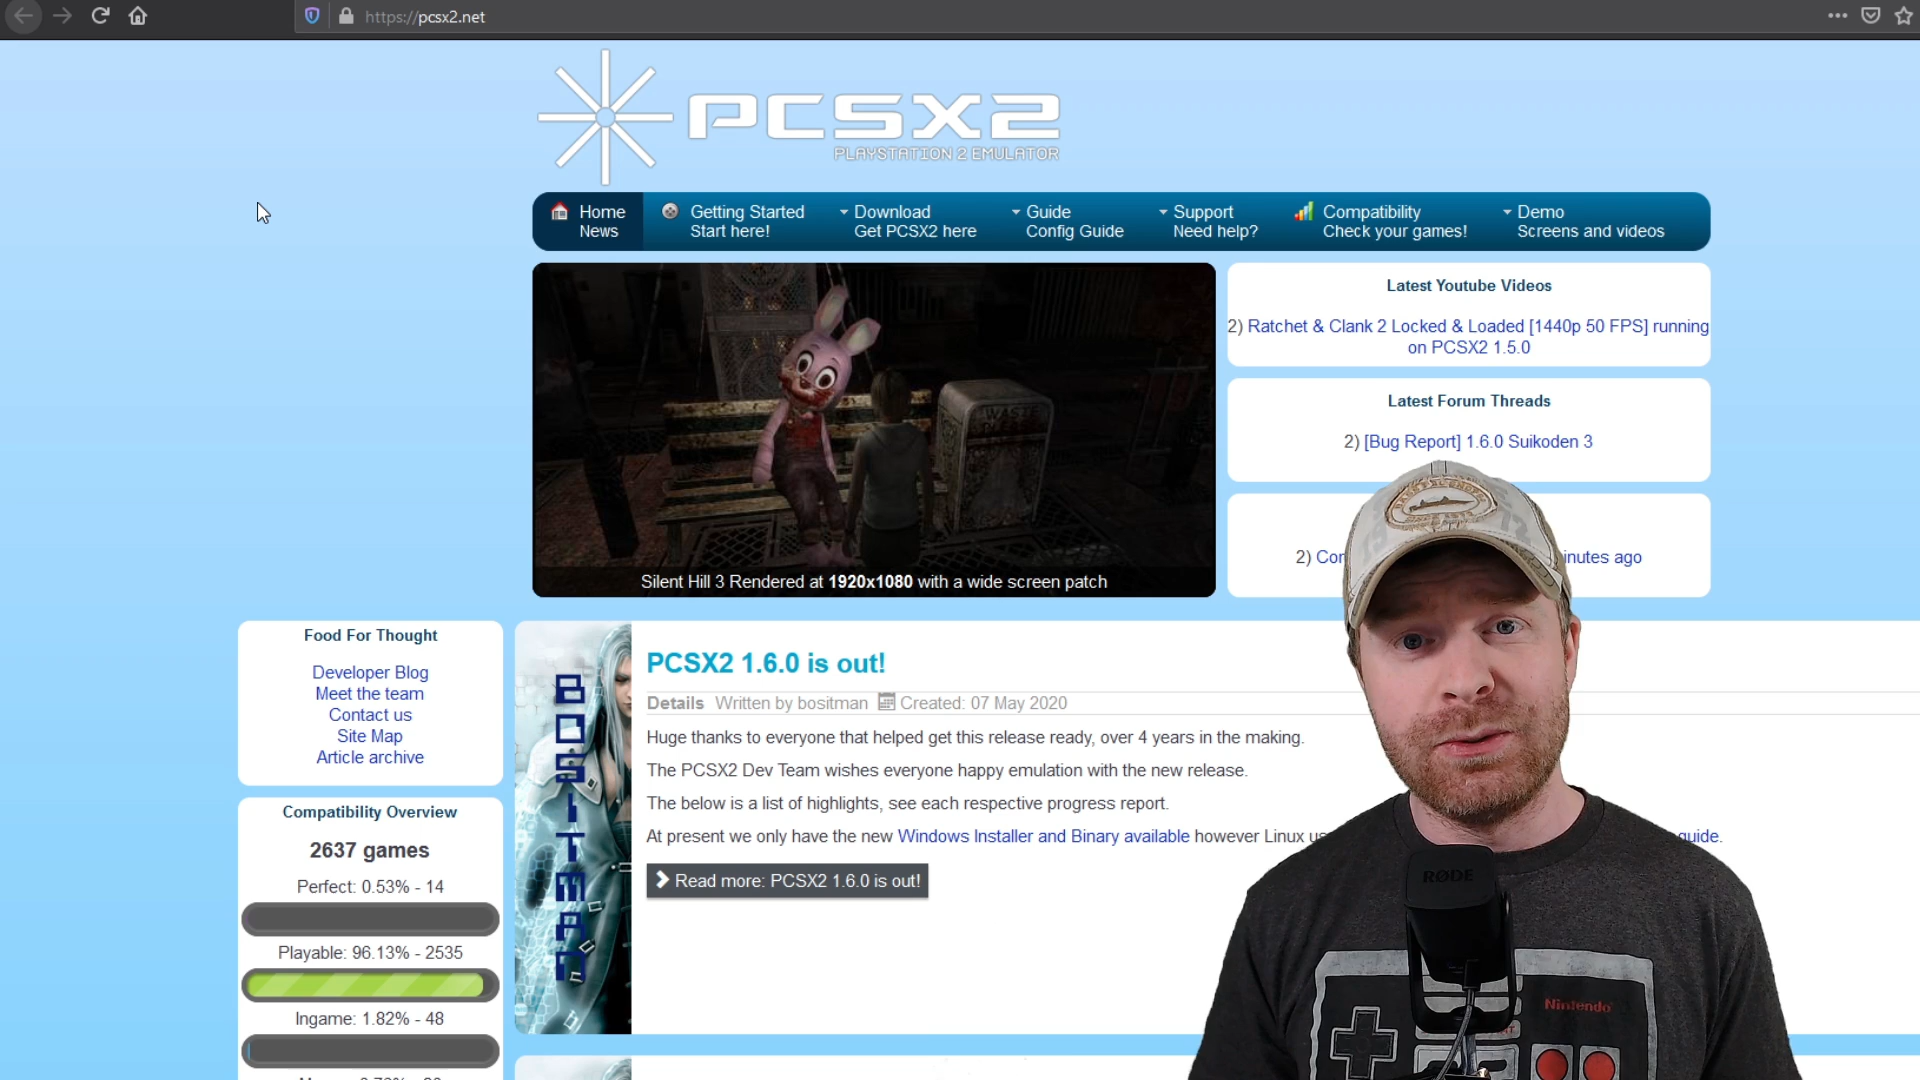 https://pcsx2.net
PCSX2
PLAYSTATION 2 EMULATOR
Home
News
Getting Started
Start here!
Download
Get PCSX2 here
Guide
Config Guide
Support
Need help?
Compatibility
Check your games!
Demo
Screens and videos
WASTE
Silent Hill 3 Rendered at 1920x1080 with a wide screen patch
Latest Youtube Videos
2) Ratchet & Clank 2 Locked & Loaded [1440p 50 FPS] running
on PCSX2 1.5.0
Latest Forum Threads
2) [Bug Report] 1.6.0 Suikoden 3
2) Con inutes ago
Food For Thought
Developer Blog
Meet the team
Contact us
Site Map
Article archive
Compatibility Overview
2637 games
Perfect: 0.53% - 14
Playable: 96.13% - 2535
Ingame: 1.82% - 48
BOSITMAN
PCSX2 1.6.0 is out!
Details Written by bositman Created: 07 May 2020
Huge thanks to everyone that helped get this release ready, over 4 years in the making.
The PCSX2 Dev Team wishes everyone happy emulation with the new release.
The below is a list of highlights, see each respective progress report.
At present we only have the new Windows Installer and Binary available however Linux us guide.
Read more: PCSX2 1.6.0 is out!
RØDE
Nintendo